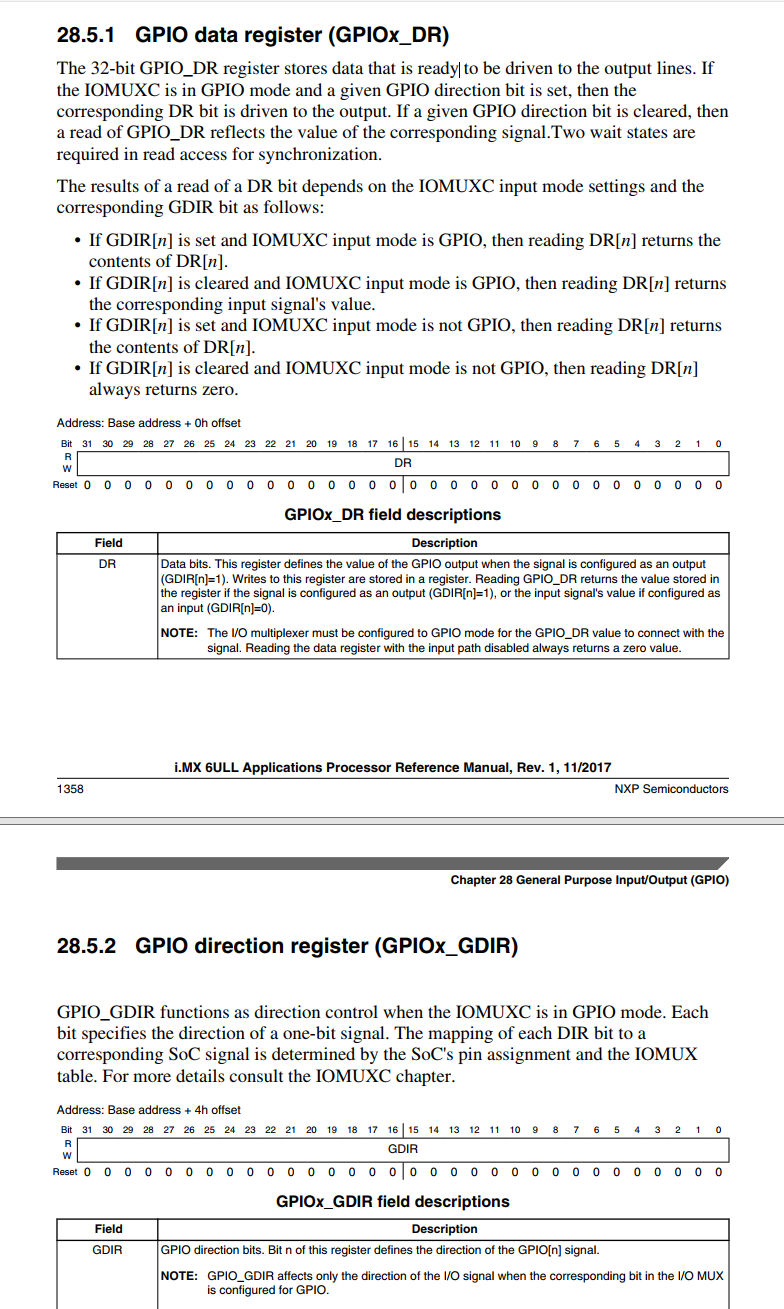 28.5.1 GPIO data register (GPIOx_DR)
The 32-bit GPIO_DR register stores data that is ready to be driven to the output lines. If
the IOMUXC is in GPIO mode and a given GPIO direction bit is set, then the
corresponding DR bit is driven to the output. If a given GPIO direction bit is cleared, then
a read of GPIO_DR reflects the value of the corresponding signal.Two wait states are
required in read access for synchronization.
The results of a read of a DR bit depends on the IOMUXC input mode settings and the
corresponding GDIR bit as follows:
• If GDIR[n] is set and IOMUXC input mode is GPIO, then reading DR[n] returns the
contents of DR[n].
• If GDIR[n] is cleared and IOMUXC input mode is GPIO, then reading DR[n] returns
the corresponding input signal's value.
• If GDIR[n] is set and IOMUXC input mode is not GPIO, then reading DR[n] returns
the contents of DR[n].
• If GDIR[n] is cleared and IOMUXC input mode is not GPIO, then reading DR[n]
always returns zero.
Address: Base address + 0h offset
Bit 31 30 29 28 27 26 25 24 23 22 21 20 19 18 17 16 15 14 13 12 11 10 9 8 7 6 5 4 3 2 1 0
R
DR
W
Reset 0 0 0 0 0 0 0 0 0 0 0 0 0 0 0 0 0 0 0 0 0 0 0 0 0 0 0 0 0 0 0 0
GPIOx_DR field descriptions
Field Description
DR Data bits. This register defines the value of the GPIO output when the signal is configured as an output
(GDIR[n]=1). Writes to this register are stored in a register. Reading GPIO_DR returns the value stored in
the register if the signal is configured as an output (GDIR[n]=1), or the input signal's value if configured as
an input (GDIR[n]=0).
NOTE: The I/O multiplexer must be configured to GPIO mode for the GPIO_DR value to connect with the
signal. Reading the data register with the input path disabled always returns a zero value.
i.MX 6ULL Applications Processor Reference Manual, Rev. 1, 11/2017
1358 NXP Semiconductors
Chapter 28 General Purpose Input/Output (GPIO)
28.5.2 GPIO direction register (GPIOx_GDIR)
GPIO_GDIR functions as direction control when the IOMUXC is in GPIO mode. Each
bit specifies the direction of a one-bit signal. The mapping of each DIR bit to a
corresponding SoC signal is determined by the SoC's pin assignment and the IOMUX
table. For more details consult the IOMUXC chapter.
Address: Base address + 4h offset
Bit 31 30 29 28 27 26 25 24 23 22 21 20 19 18 17 16 15 14 13 12 11 10 9 8 7 6 5 4 3 2 1 0
R
GDIR
W
Reset 0 0 0 0 0 0 0 0 0 0 0 0 0 0 0 0 0 0 0 0 0 0 0 0 0 0 0 0 0 0 0 0
GPIOx_GDIR field descriptions
Field Description
GDIR GPIO direction bits. Bit n of this register defines the direction of the GPIO[n] signal.
NOTE: GPIO_GDIR affects only the direction of the I/O signal when the corresponding bit in the I/O MUX
is configured for GPIO.